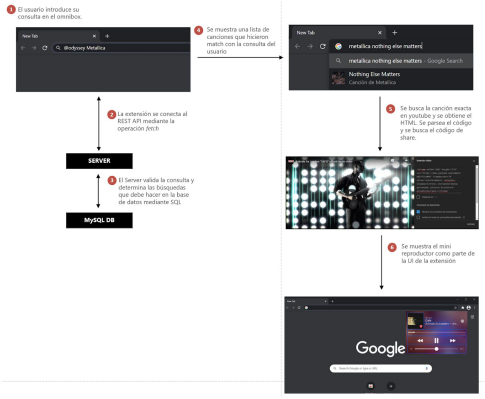 1 El usuario introduce su
consulta en el omnibox.
New Tab
@odyssey Metallica
2 La extensión se conecta al
REST API mediante la
operación fetch
SERVER
3 El Server valida la consulta y
determina las búsquedas
que debe hacer en la base
de datos mediante SQL
MySQL DB
4 Se muestra una lista de
canciones que hicieron
match con la consulta del
usuario
New Tab
metallica nothing else matters
metallica nothing else matters - Google Search
Nothing Else Matters
Canción de Metallica
5 Se busca la canción exacta
en youtube y se obtiene el
HTML. Se parsea el código
y se busca el código de
share.
6 Se muestra el mini
reproductor como parte de
la UI de la extensión
New Tab
Google